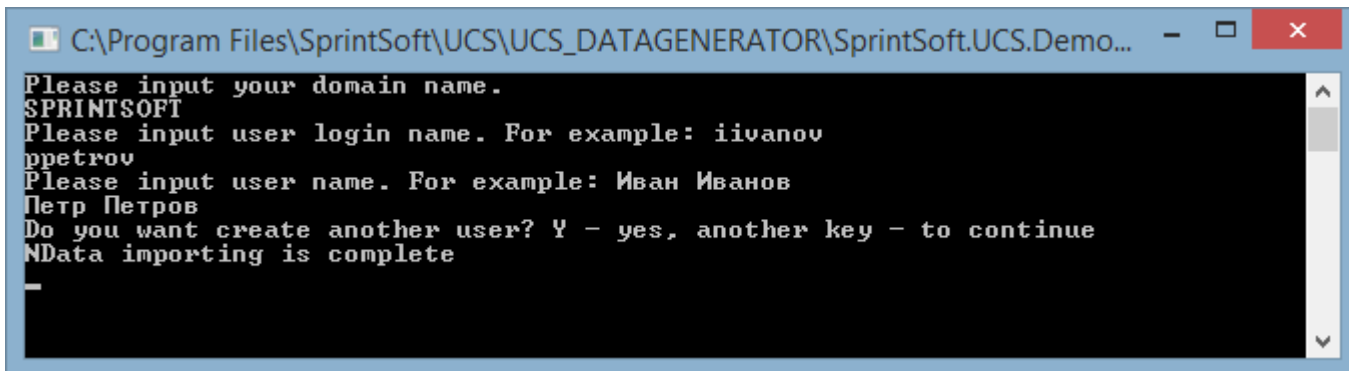 C:\Program Files\SprintSoft\UCS\UCS_DATAGENERATOR\SprintSoft.UCS.Demo...
Please input your domain name.
SPRINTSOFT
Please input user login name. For example: iivanov
ppetrov
Please input user name. For example: Иван Иванов
Петр Петров
Do you want create another user? Y - yes, another key - to continue
NData importing is complete